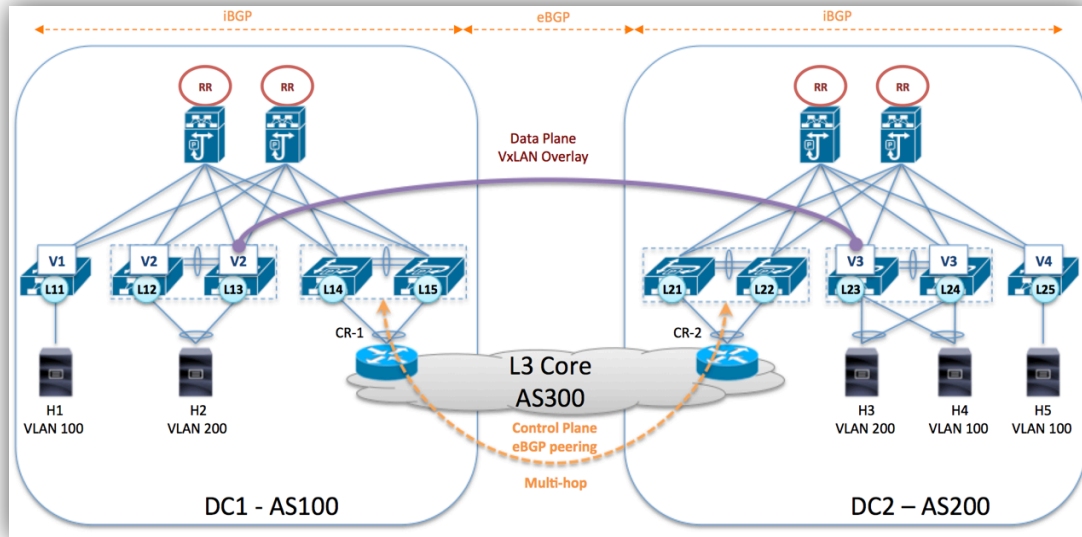 iBGP
eBGP
iBGP
RR
RR
RR
RR
Data Plane
VxLAN Overlay
V1
V2
V2
V3
V3
V4
L11
L12
L13
L14
L15
L21
L22
L23
L24
L25
CR-1
CR-2
L3 Core
AS300
H1
VLAN 100
H2
VLAN 200
H3
VLAN 200
H4
VLAN 100
H5
VLAN 100
Control Plane
eBGP peering
Multi-hop
DC1 - AS100
DC2 – AS200